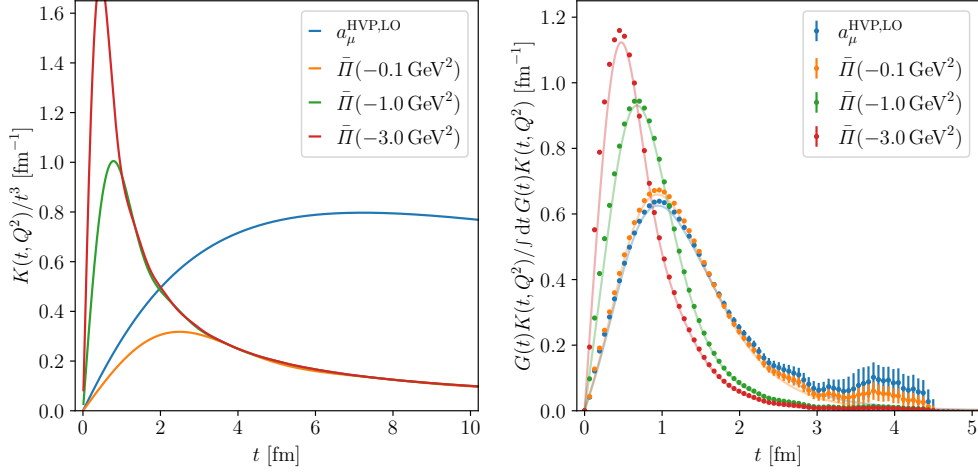 K(t, Q²)/t³ [fm⁻¹]
1.6
1.4
1.2
1.0
0.8
0.6
0.4
0.2
0.0
0
2
4
6
8
10
t [fm]
a_μ^{HVP,LO}
Π̄(−0.1 GeV²)
Π̄(−1.0 GeV²)
Π̄(−3.0 GeV²)
G(t)K(t, Q²)/∫ dt G(t)K(t, Q²) [fm⁻¹]
1.2
1.0
0.8
0.6
0.4
0.2
0.0
0
1
2
3
4
5
t [fm]
a_μ^{HVP,LO}
Π̄(−0.1 GeV²)
Π̄(−1.0 GeV²)
Π̄(−3.0 GeV²)